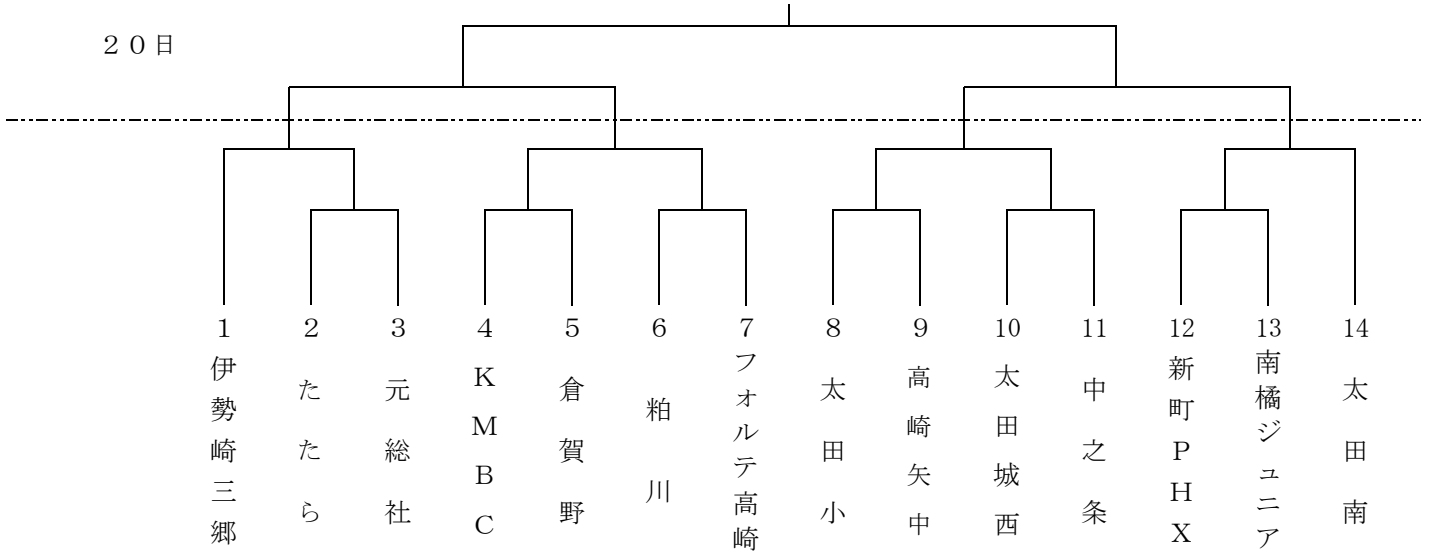 ２０日
1
伊勢崎三郷
2
たたら
3
元総社
4
KMBC
5
倉賀野
6
粕川
7
フォルテ高崎
8
太田小
9
高崎矢中
10
太田城西
11
中之条
12
新町PHX
13
南橘ジュニア
14
太田南